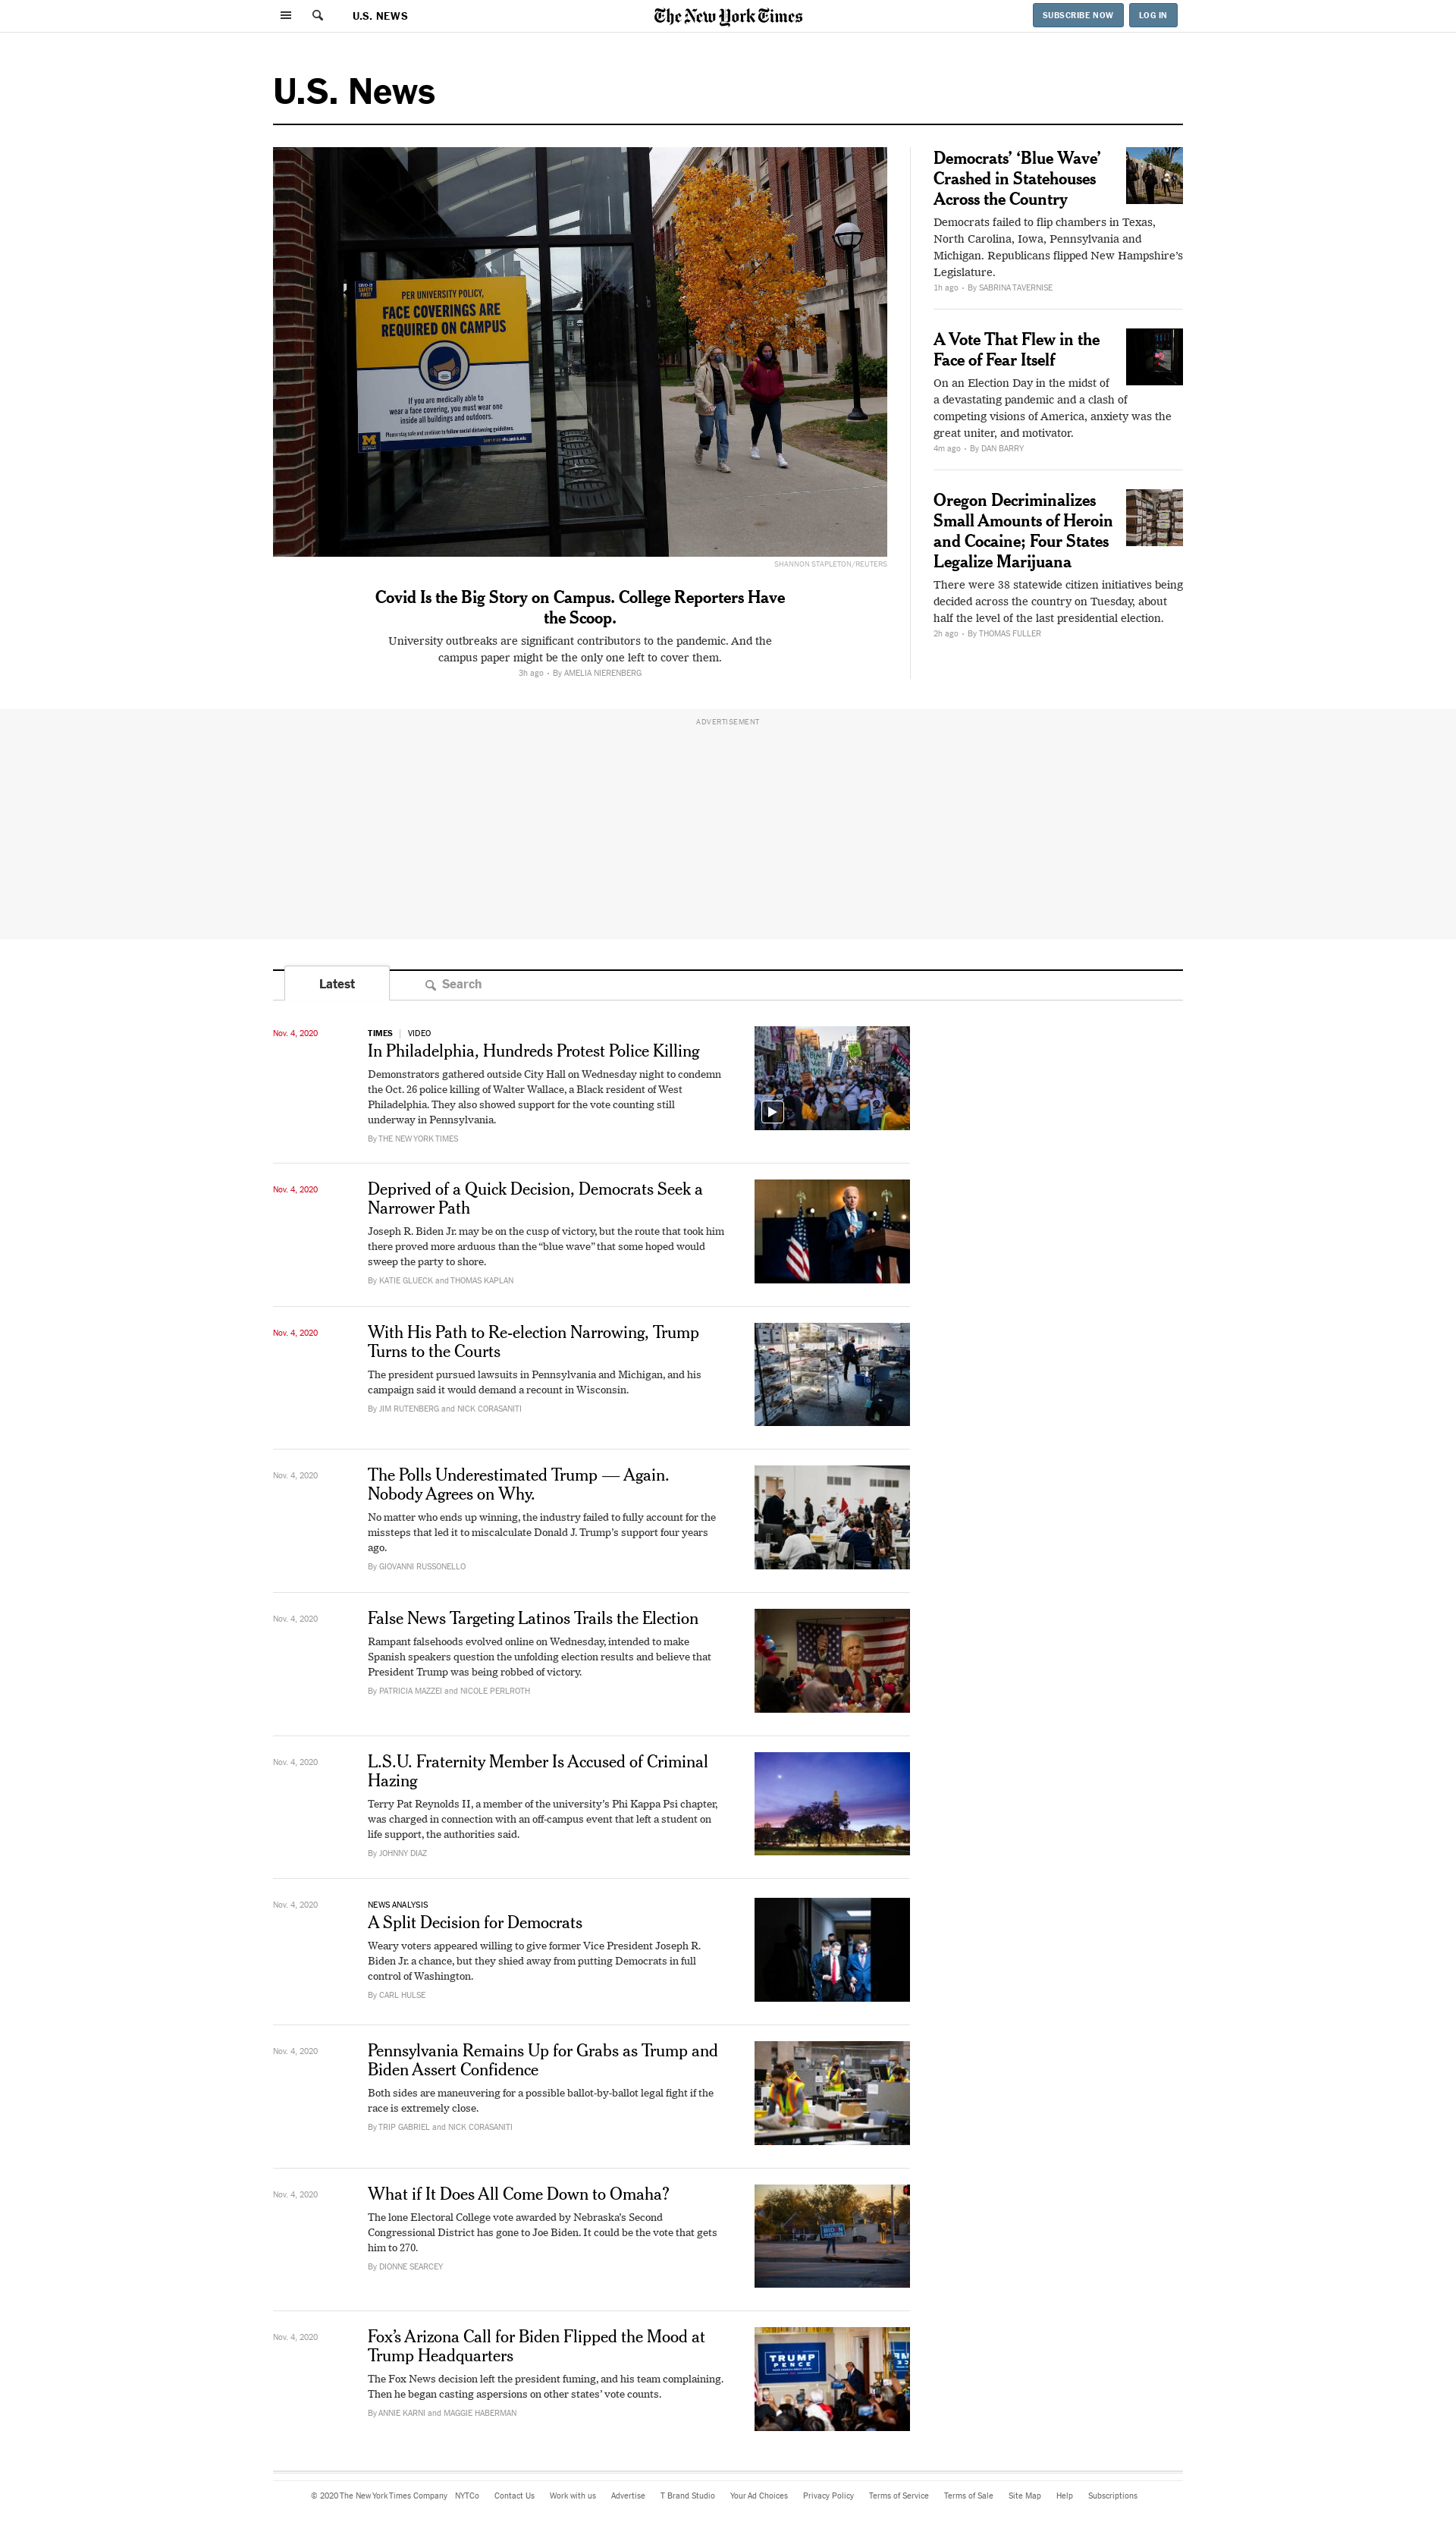 U.S. NEWS
The New York Times
SUBSCRIBE NOW
LOG IN
U.S. News
COVID-19
SAFETY
FIRST
PER UNIVERSITY POLICY,
FACE COVERINGS ARE
REQUIRED ON CAMPUS
If you are medically able to
wear a face covering, you must wear one
inside all buildings and outdoors.
Please stay safe and continue to follow social distancing guidelines.
M
SHANNON STAPLETON/REUTERS
Covid Is the Big Story on Campus. College Reporters Have
the Scoop.
University outbreaks are significant contributors to the pandemic. And the
campus paper might be the only one left to cover them.
3h ago • By AMELIA NIERENBERG
Democrats’ ‘Blue Wave’
Crashed in Statehouses
Across the Country
Democrats failed to flip chambers in Texas,
North Carolina, Iowa, Pennsylvania and
Michigan. Republicans flipped New Hampshire’s
Legislature.
1h ago • By SABRINA TAVERNISE
A Vote That Flew in the
Face of Fear Itself
On an Election Day in the midst of
a devastating pandemic and a clash of
competing visions of America, anxiety was the
great uniter, and motivator.
4m ago • By DAN BARRY
Oregon Decriminalizes
Small Amounts of Heroin
and Cocaine; Four States
Legalize Marijuana
There were 38 statewide citizen initiatives being
decided across the country on Tuesday, about
half the level of the last presidential election.
2h ago • By THOMAS FULLER
ADVERTISEMENT
Latest
Search
Nov. 4, 2020
TIMES | VIDEO
In Philadelphia, Hundreds Protest Police Killing
Demonstrators gathered outside City Hall on Wednesday night to condemn
the Oct. 26 police killing of Walter Wallace, a Black resident of West
Philadelphia. They also showed support for the vote counting still
underway in Pennsylvania.
By THE NEW YORK TIMES
Nov. 4, 2020
Deprived of a Quick Decision, Democrats Seek a
Narrower Path
Joseph R. Biden Jr. may be on the cusp of victory, but the route that took him
there proved more arduous than the “blue wave” that some hoped would
sweep the party to shore.
By KATIE GLUECK and THOMAS KAPLAN
Nov. 4, 2020
With His Path to Re-election Narrowing, Trump
Turns to the Courts
The president pursued lawsuits in Pennsylvania and Michigan, and his
campaign said it would demand a recount in Wisconsin.
By JIM RUTENBERG and NICK CORASANITI
Nov. 4, 2020
The Polls Underestimated Trump — Again.
Nobody Agrees on Why.
No matter who ends up winning, the industry failed to fully account for the
missteps that led it to miscalculate Donald J. Trump’s support four years
ago.
By GIOVANNI RUSSONELLO
Nov. 4, 2020
False News Targeting Latinos Trails the Election
Rampant falsehoods evolved online on Wednesday, intended to make
Spanish speakers question the unfolding election results and believe that
President Trump was being robbed of victory.
By PATRICIA MAZZEI and NICOLE PERLROTH
Nov. 4, 2020
L.S.U. Fraternity Member Is Accused of Criminal
Hazing
Terry Pat Reynolds II, a member of the university’s Phi Kappa Psi chapter,
was charged in connection with an off-campus event that left a student on
life support, the authorities said.
By JOHNNY DIAZ
Nov. 4, 2020
NEWS ANALYSIS
A Split Decision for Democrats
Weary voters appeared willing to give former Vice President Joseph R.
Biden Jr. a chance, but they shied away from putting Democrats in full
control of Washington.
By CARL HULSE
Nov. 4, 2020
Pennsylvania Remains Up for Grabs as Trump and
Biden Assert Confidence
Both sides are maneuvering for a possible ballot-by-ballot legal fight if the
race is extremely close.
By TRIP GABRIEL and NICK CORASANITI
Nov. 4, 2020
What if It Does All Come Down to Omaha?
The lone Electoral College vote awarded by Nebraska’s Second
Congressional District has gone to Joe Biden. It could be the vote that gets
him to 270.
By DIONNE SEARCEY
Nov. 4, 2020
Fox’s Arizona Call for Biden Flipped the Mood at
Trump Headquarters
The Fox News decision left the president fuming, and his team complaining.
Then he began casting aspersions on other states’ vote counts.
By ANNIE KARNI and MAGGIE HABERMAN
TRUMP
PENCE
© 2020 The New York Times Company NYTCo Contact Us Work with us Advertise T Brand Studio Your Ad Choices Privacy Policy Terms of Service Terms of Sale Site Map Help Subscriptions